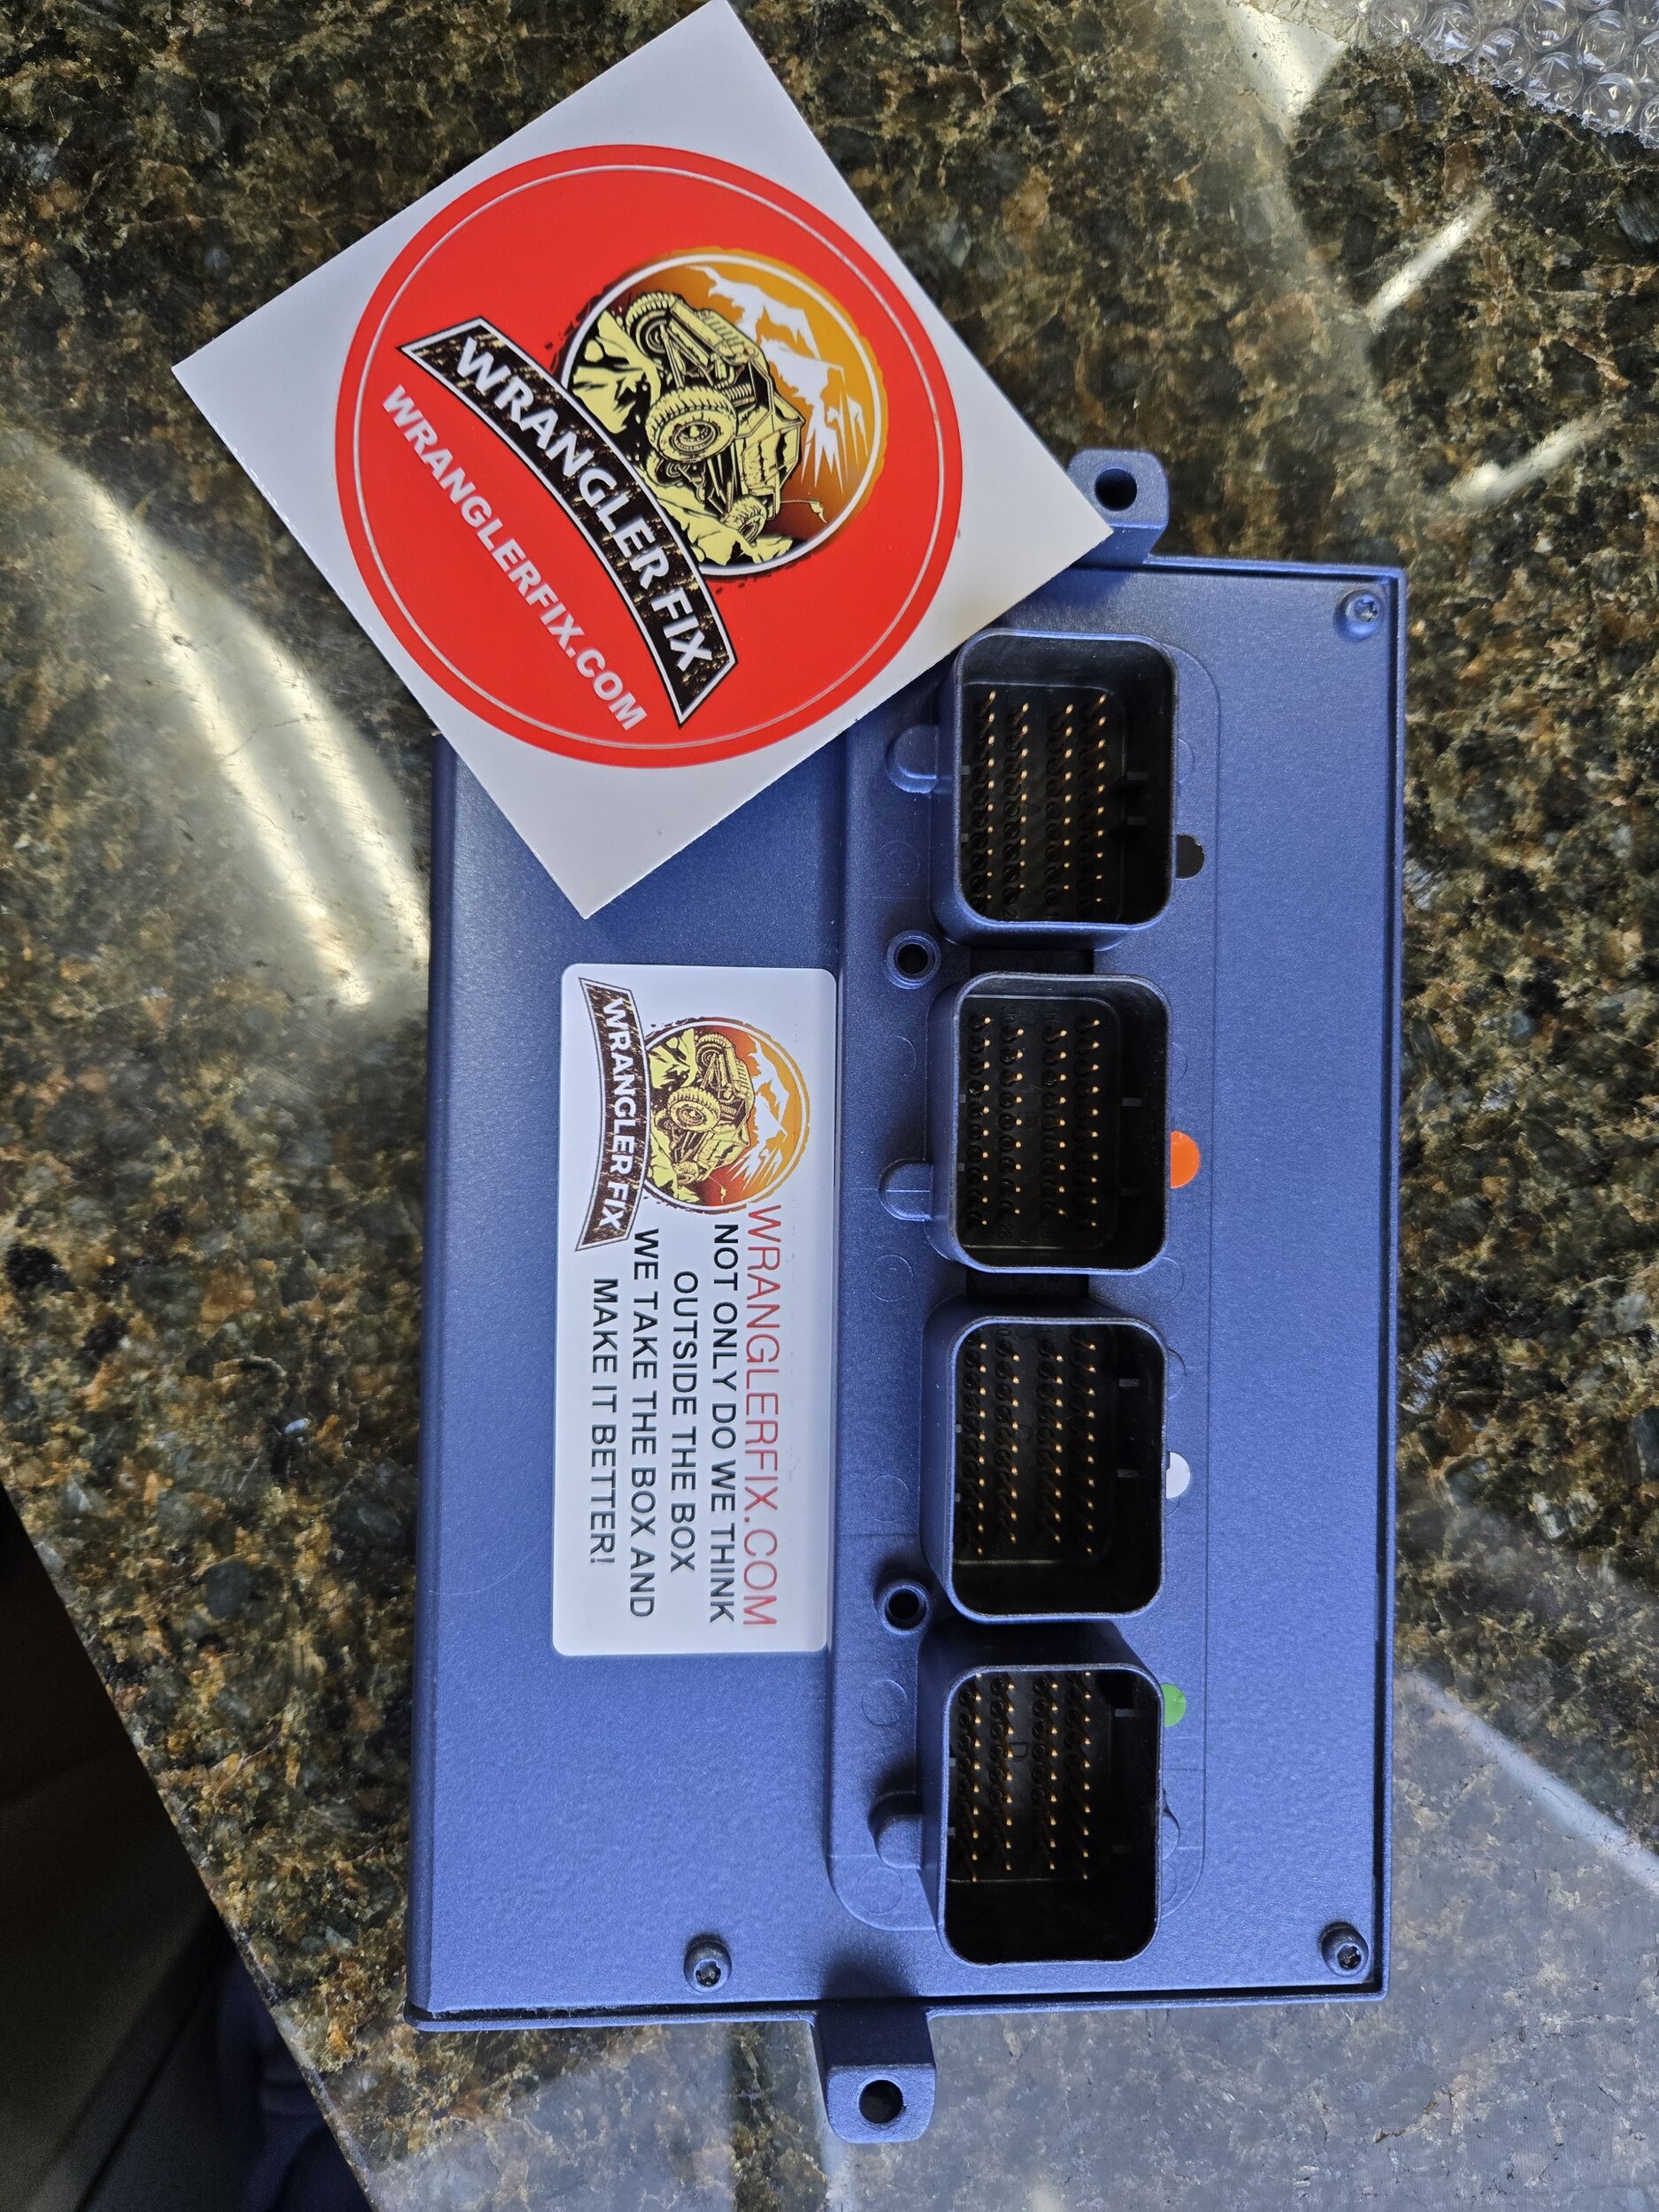 WRANGLER FIX
WRANGLERFIX.COM
WRANGLER FIX
WRANGLERFIX.COM
NOT ONLY DO WE THINK
OUTSIDE THE BOX
WE TAKE THE BOX AND
MAKE IT BETTER!